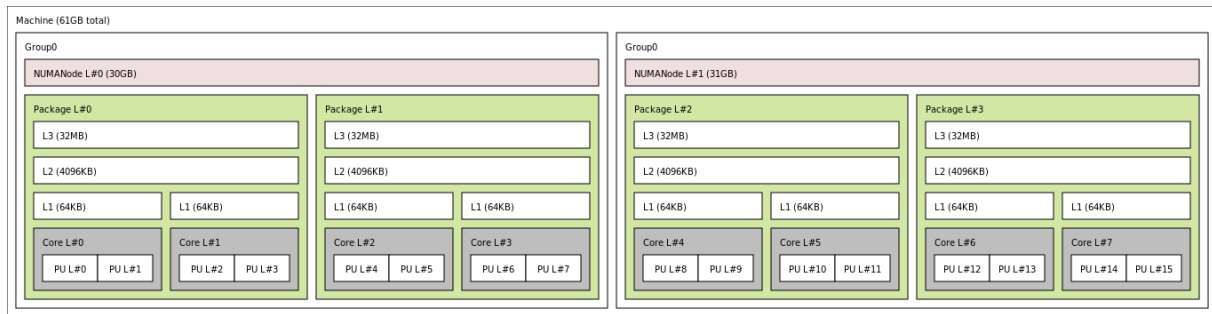 Machine (61GB total)
Group0
NUMANode L#0 (30GB)
Package L#0
L3 (32MB)
L2 (4096KB)
L1 (64KB) L1 (64KB)
Core L#0 Core L#1
PU L#0 PU L#1 PU L#2 PU L#3
Package L#1
L3 (32MB)
L2 (4096KB)
L1 (64KB) L1 (64KB)
Core L#2 Core L#3
PU L#4 PU L#5 PU L#6 PU L#7
Group0
NUMANode L#1 (31GB)
Package L#2
L3 (32MB)
L2 (4096KB)
L1 (64KB) L1 (64KB)
Core L#4 Core L#5
PU L#8 PU L#9 PU L#10 PU L#11
Package L#3
L3 (32MB)
L2 (4096KB)
L1 (64KB) L1 (64KB)
Core L#6 Core L#7
PU L#12 PU L#13 PU L#14 PU L#15